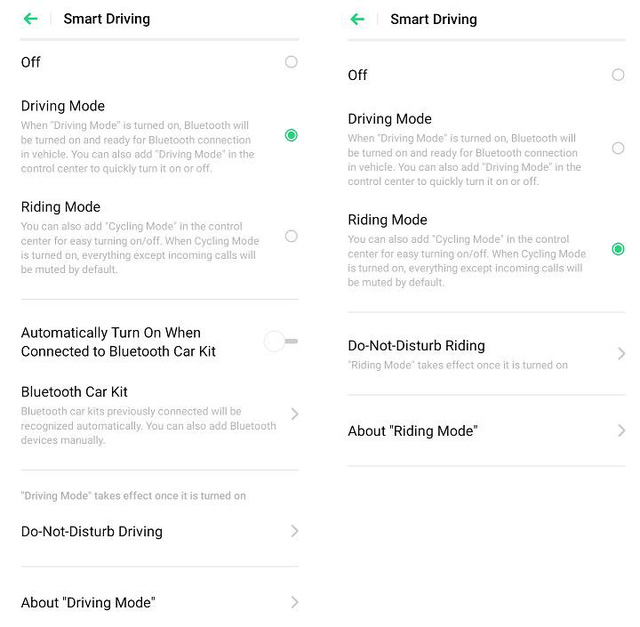 Smart Driving
Off
Driving Mode
When "Driving Mode" is turned on, Bluetooth will
be turned on and ready for Bluetooth connection
in vehicle. You can also add "Driving Mode" in the
control center to quickly turn it on or off.
Riding Mode
You can also add "Cycling Mode" in the control
center for easy turning on/off. When Cycling Mode
is turned on, everything except incoming calls will
be muted by default.
Automatically Turn On When
Connected to Bluetooth Car Kit
Bluetooth Car Kit
Bluetooth car kits previously connected will be
recognized automatically. You can also add Bluetooth
devices manually.
"Driving Mode" takes effect once it is turned on
Do-Not-Disturb Driving
About "Driving Mode"
Smart Driving
Off
Driving Mode
When "Driving Mode" is turned on, Bluetooth will
be turned on and ready for Bluetooth connection
in vehicle. You can also add "Driving Mode" in the
control center to quickly turn it on or off.
Riding Mode
You can also add "Cycling Mode" in the control
center for easy turning on/off. When Cycling Mode
is turned on, everything except incoming calls will
be muted by default.
Do-Not-Disturb Riding
"Riding Mode" takes effect once it is turned on
About "Riding Mode"